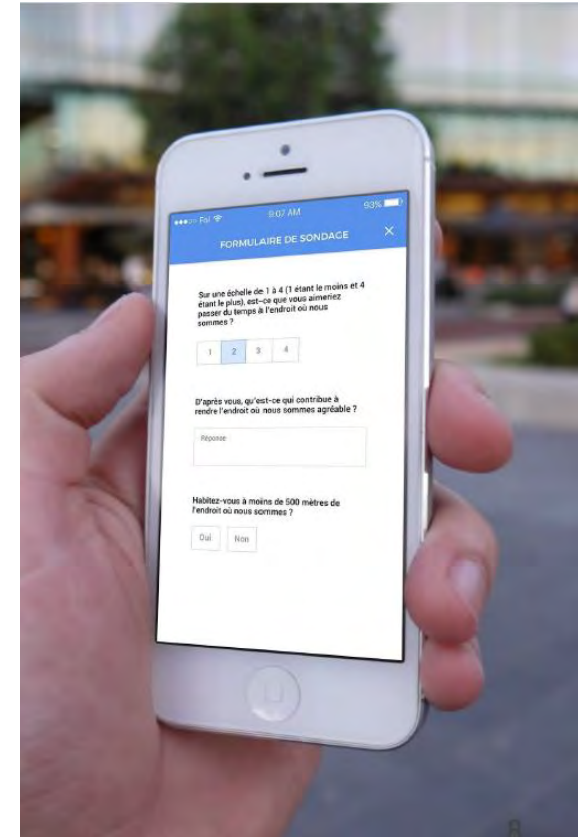 Fol 9:07 AM 93%
FORMULAIRE DE SONDAGE ×
Sur une échelle de 1 à 4 (1 étant le moins et 4
étant le plus), est-ce que vous aimeriez
passer du temps à l'endroit où nous
sommes ?
1 2 3 4
D'après vous, qu'est-ce qui contribue à
rendre l'endroit où nous sommes agréable ?
Réponse
Habitez-vous à moins de 500 mètres de
l'endroit où nous sommes ?
Oui Non
8